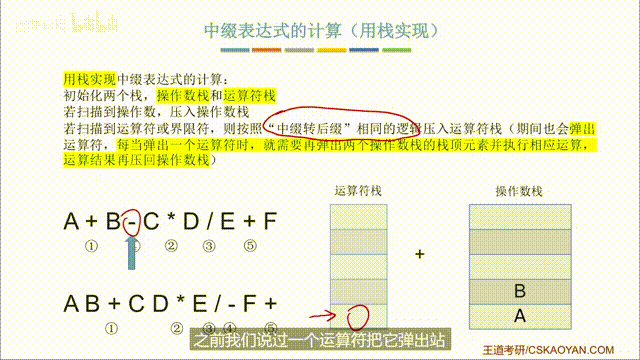 中缀表达式的计算（用栈实现）
用栈实现中缀表达式的计算：
初始化两个栈，操作数栈和运算符栈
若扫描到操作数，压入操作数栈
若扫描到运算符或界限符，则按照“中缀转后缀”相同的逻辑压入运算符栈（期间也会弹出
运算符，每当弹出一个运算符时，就需要再弹出两个操作数栈的栈顶元素并执行相应运算，
运算结果再压回操作数栈）
运算符栈 操作数栈
A + B - C * D / E + F
① ② ③ ⑤
+
B
A
A B + C D * E / - F +
① ② ③ ④ ⑤
之前我们说过一个运算符把它弹出站
王道考研/CSKAOYAN.COM